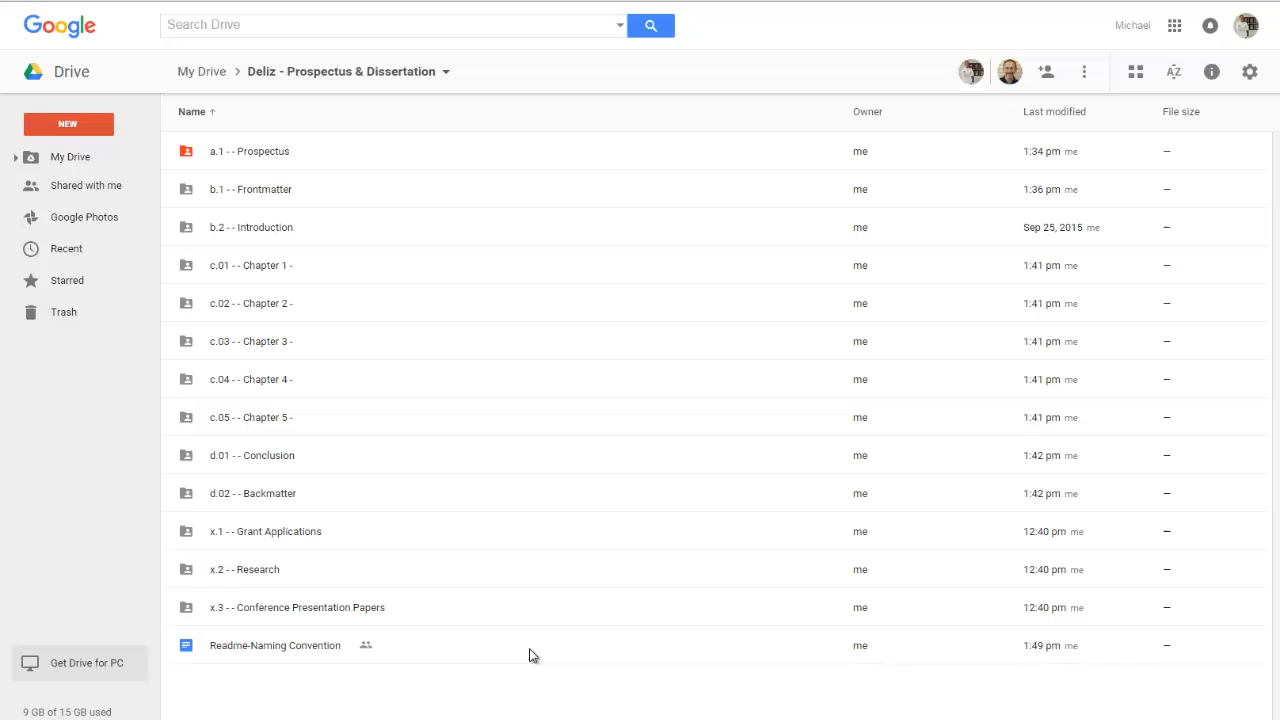 Google
Search Drive
Michael
Drive
My Drive > Deliz - Prospectus & Dissertation
AZ
Name ↑ Owner Last modified File size
NEW
My Drive
Shared with me
Google Photos
Recent
Starred
Trash
a.1 - - Prospectus me 1:34 pm me —
b.1 - - Frontmatter me 1:36 pm me —
b.2 - - Introduction me Sep 25, 2015 me —
c.01 - - Chapter 1 - me 1:41 pm me —
c.02 - - Chapter 2 - me 1:41 pm me —
c.03 - - Chapter 3 - me 1:41 pm me —
c.04 - - Chapter 4 - me 1:41 pm me —
c.05 - - Chapter 5 - me 1:41 pm me —
d.01 - - Conclusion me 1:42 pm me —
d.02 - - Backmatter me 1:42 pm me —
x.1 - - Grant Applications me 12:40 pm me —
x.2 - - Research me 12:40 pm me —
x.3 - - Conference Presentation Papers me 12:40 pm me —
Readme-Naming Convention me 1:49 pm me —
Get Drive for PC
9 GB of 15 GB used